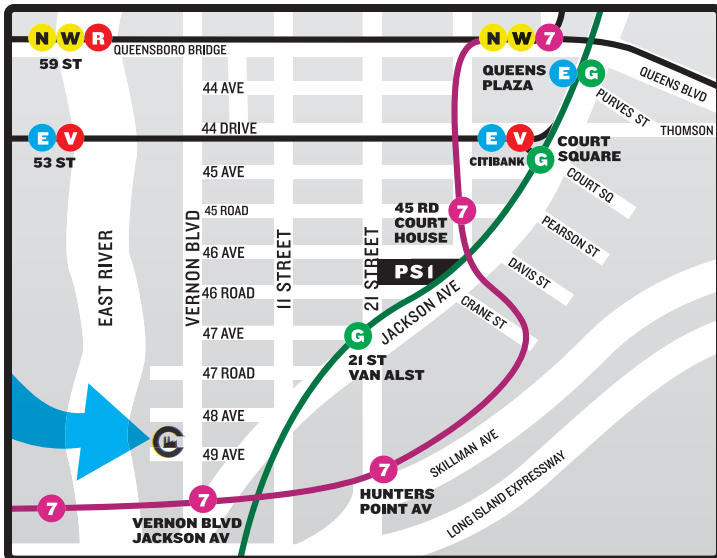 N W R
QUEENSBORO BRIDGE
59 ST
N W 7
QUEENS
PLAZA
E G
QUEENS BLVD
PURVES ST
44 AVE
44 DRIVE
THOMSON
E V
53 ST
E V
CITIBANK
G
COURT
SQUARE
45 AVE
COURT SQ
45 ROAD
45 RD
COURT
HOUSE
7
PEARSON ST
46 AVE
PS1
DAVIS ST
46 ROAD
EAST RIVER
VERNON BLVD
11 STREET
21 STREET
JACKSON AVE
CRANE ST
47 AVE
G
21 ST
VAN ALST
47 ROAD
48 AVE
49 AVE
SKILLMAN AVE
LONG ISLAND EXPRESSWAY
7
HUNTERS
POINT AV
7
VERNON BLVD
JACKSON AV
7